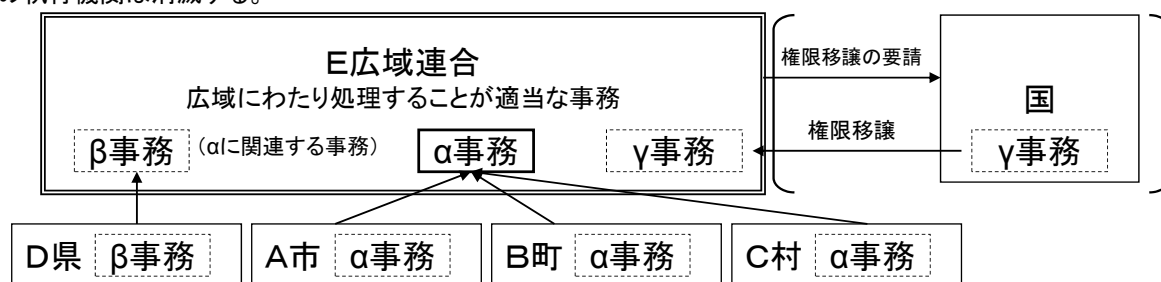 の執行機関は消滅する。
E広域連合
広域にわたり処理することが適当な事務
β事務
(αに関連する事務)
α事務
γ事務
権限移譲の要請
権限移譲
国
γ事務
D県 β事務
A市 α事務
B町 α事務
C村 α事務